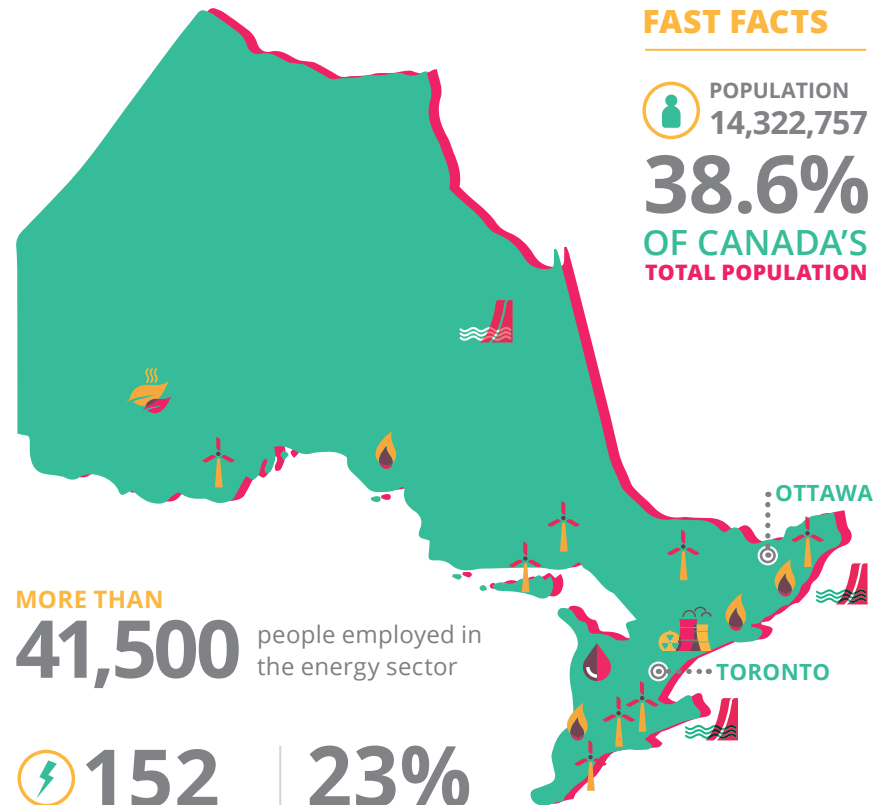 FAST FACTS
POPULATION
14,322,757
38.6%
OF CANADA'S
TOTAL POPULATION
OTTAWA
MORE THAN
41,500
people employed in
the energy sector
TORONTO
152
23%